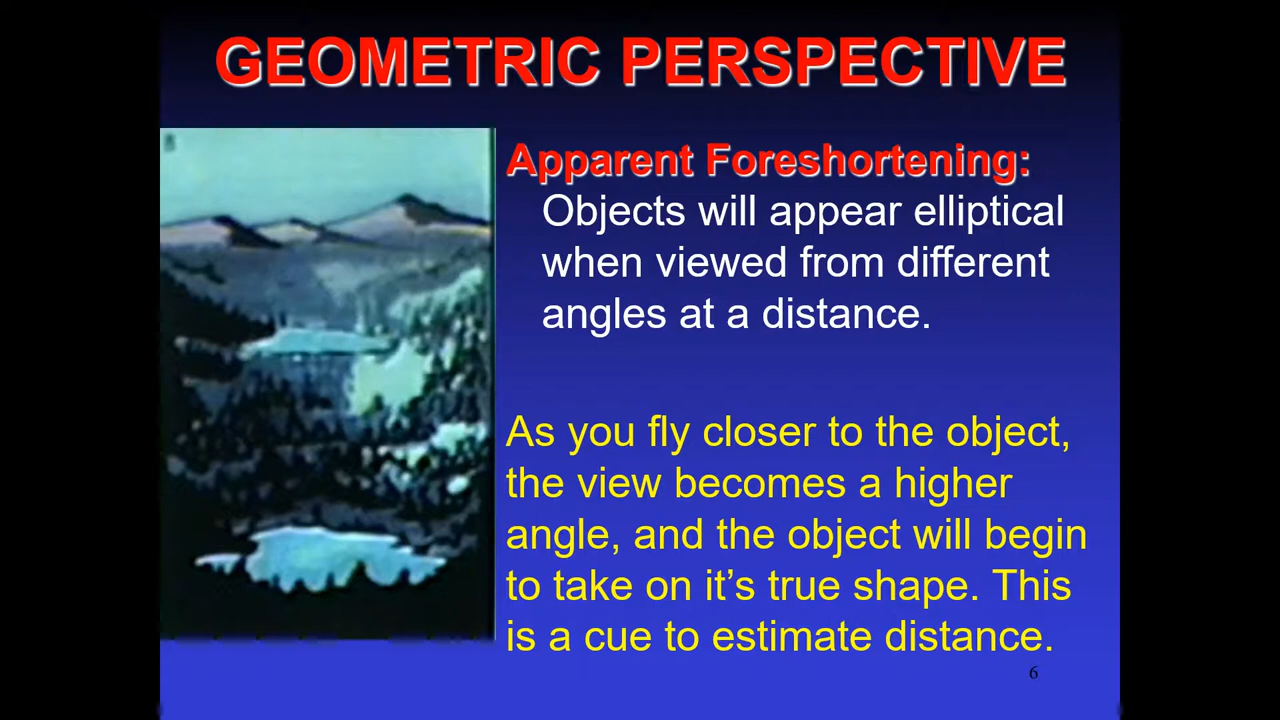 GEOMETRIC PERSPECTIVE
Apparent Foreshortening:
Objects will appear elliptical
when viewed from different
angles at a distance.
As you fly closer to the object,
the view becomes a higher
angle, and the object will begin
to take on it’s true shape. This
is a cue to estimate distance.
6